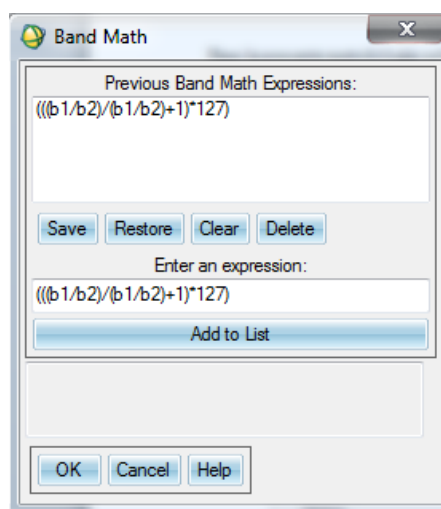 Band Math
X
Previous Band Math Expressions:
(((b1/b2)/(b1/b2)+1)*127)
Save Restore Clear Delete
Enter an expression:
(((b1/b2)/(b1/b2)+1)*127)
Add to List
OK Cancel Help